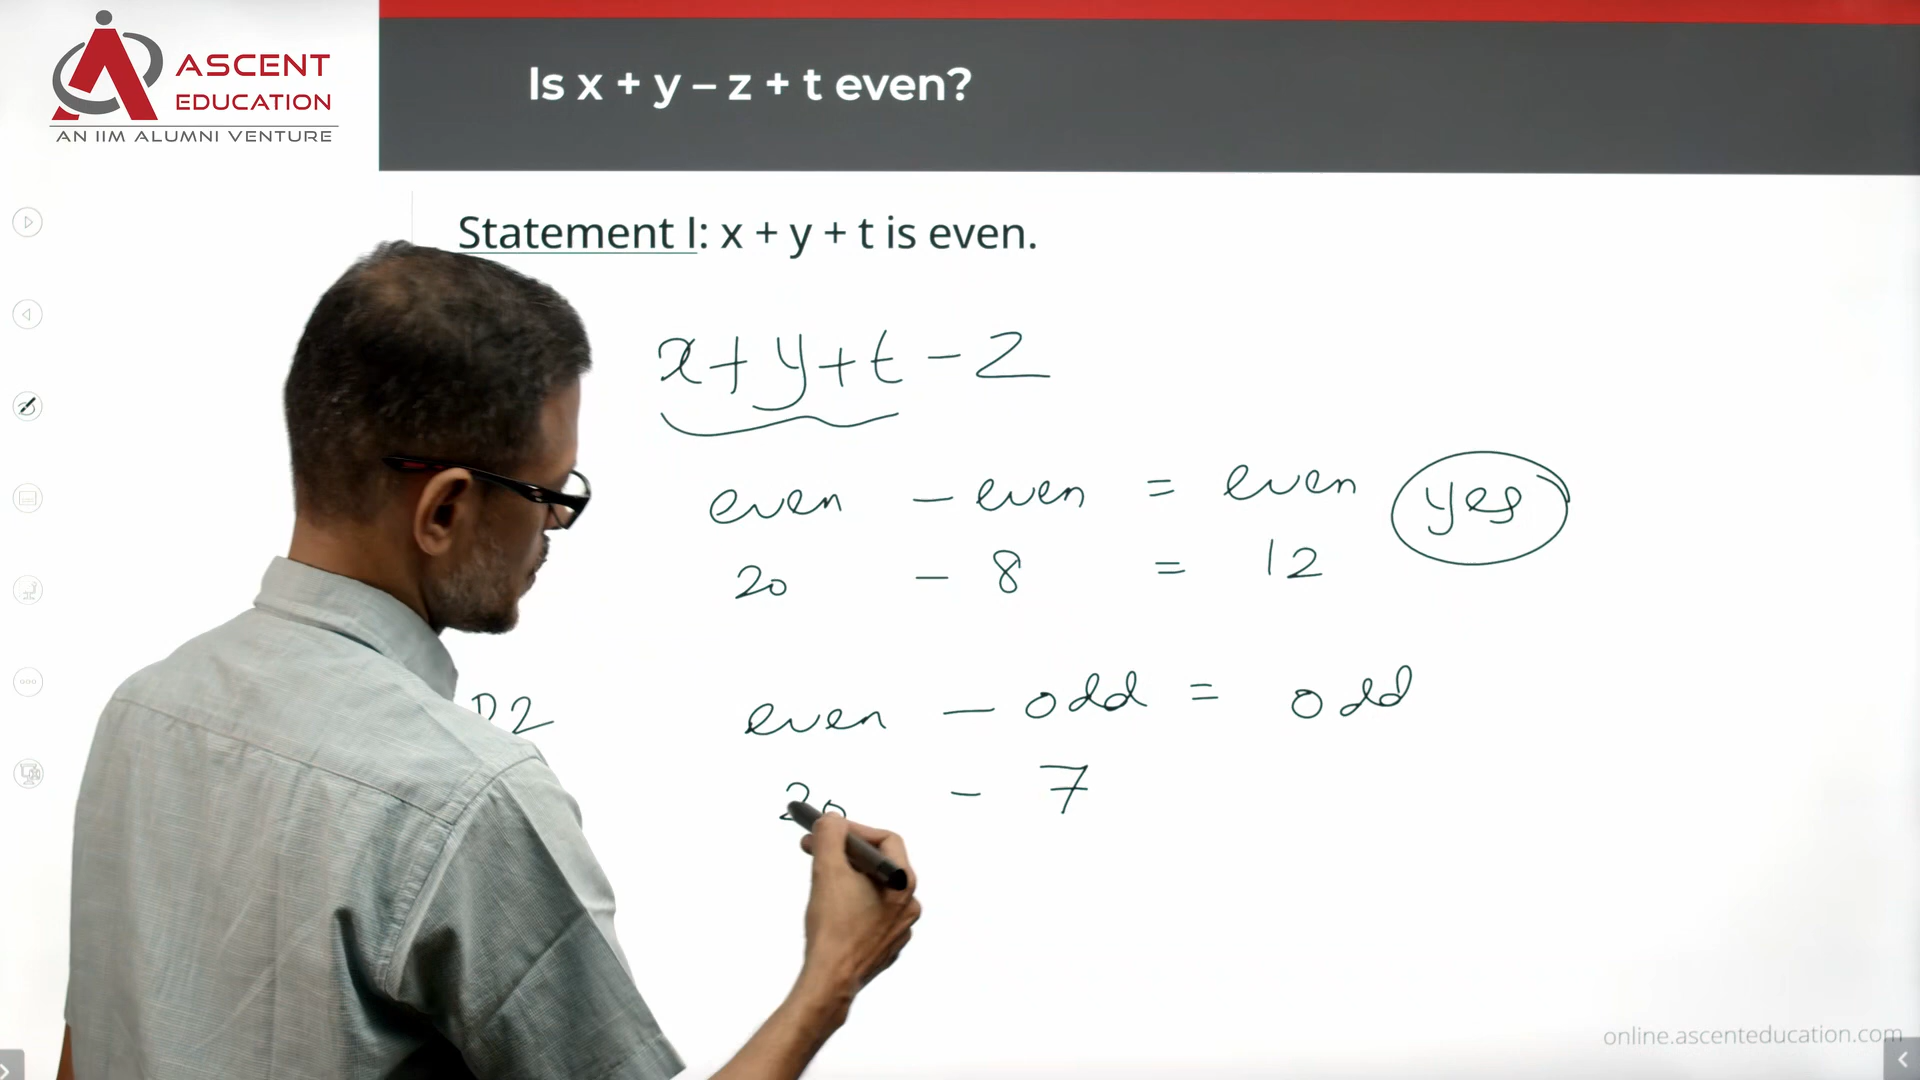 ASCENT
EDUCATION
AN IIM ALUMNI VENTURE
Is x + y – z + t even?
Statement I: x + y + t is even.
x + y + t - z
even - even = even yes
20 - 8 = 12
even - odd = odd
20 - 7
online.ascenteducation.com